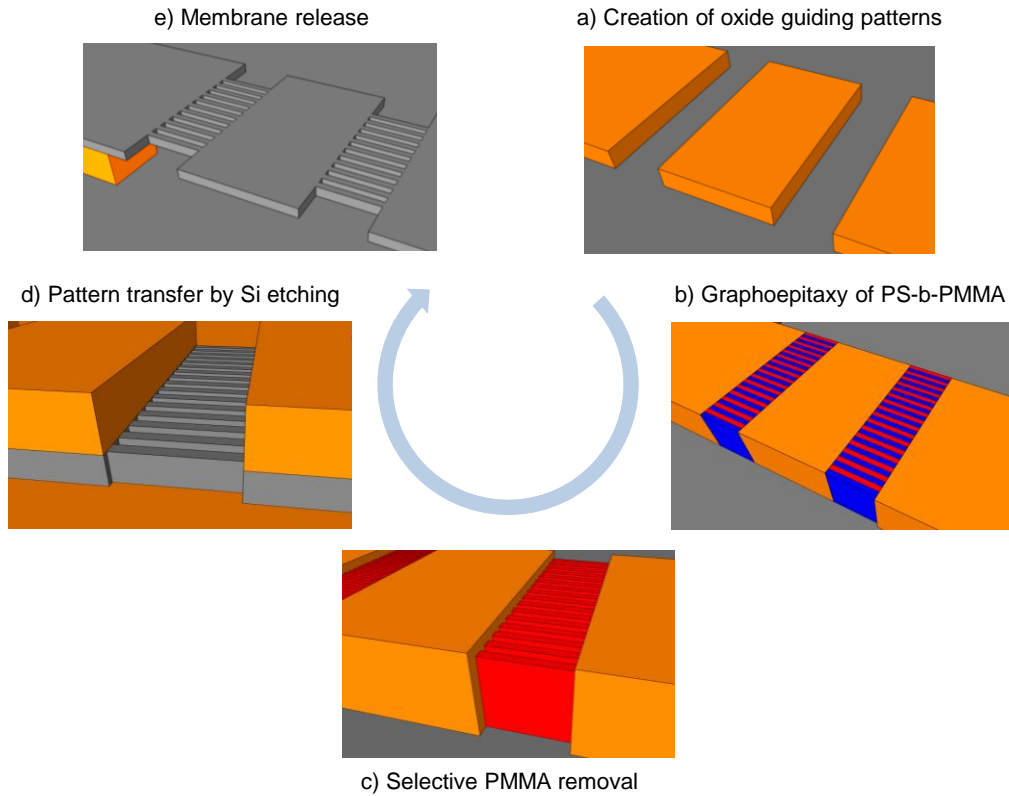 e) Membrane release
a) Creation of oxide guiding patterns
d) Pattern transfer by Si etching
b) Graphoepitaxy of PS-b-PMMA
c) Selective PMMA removal